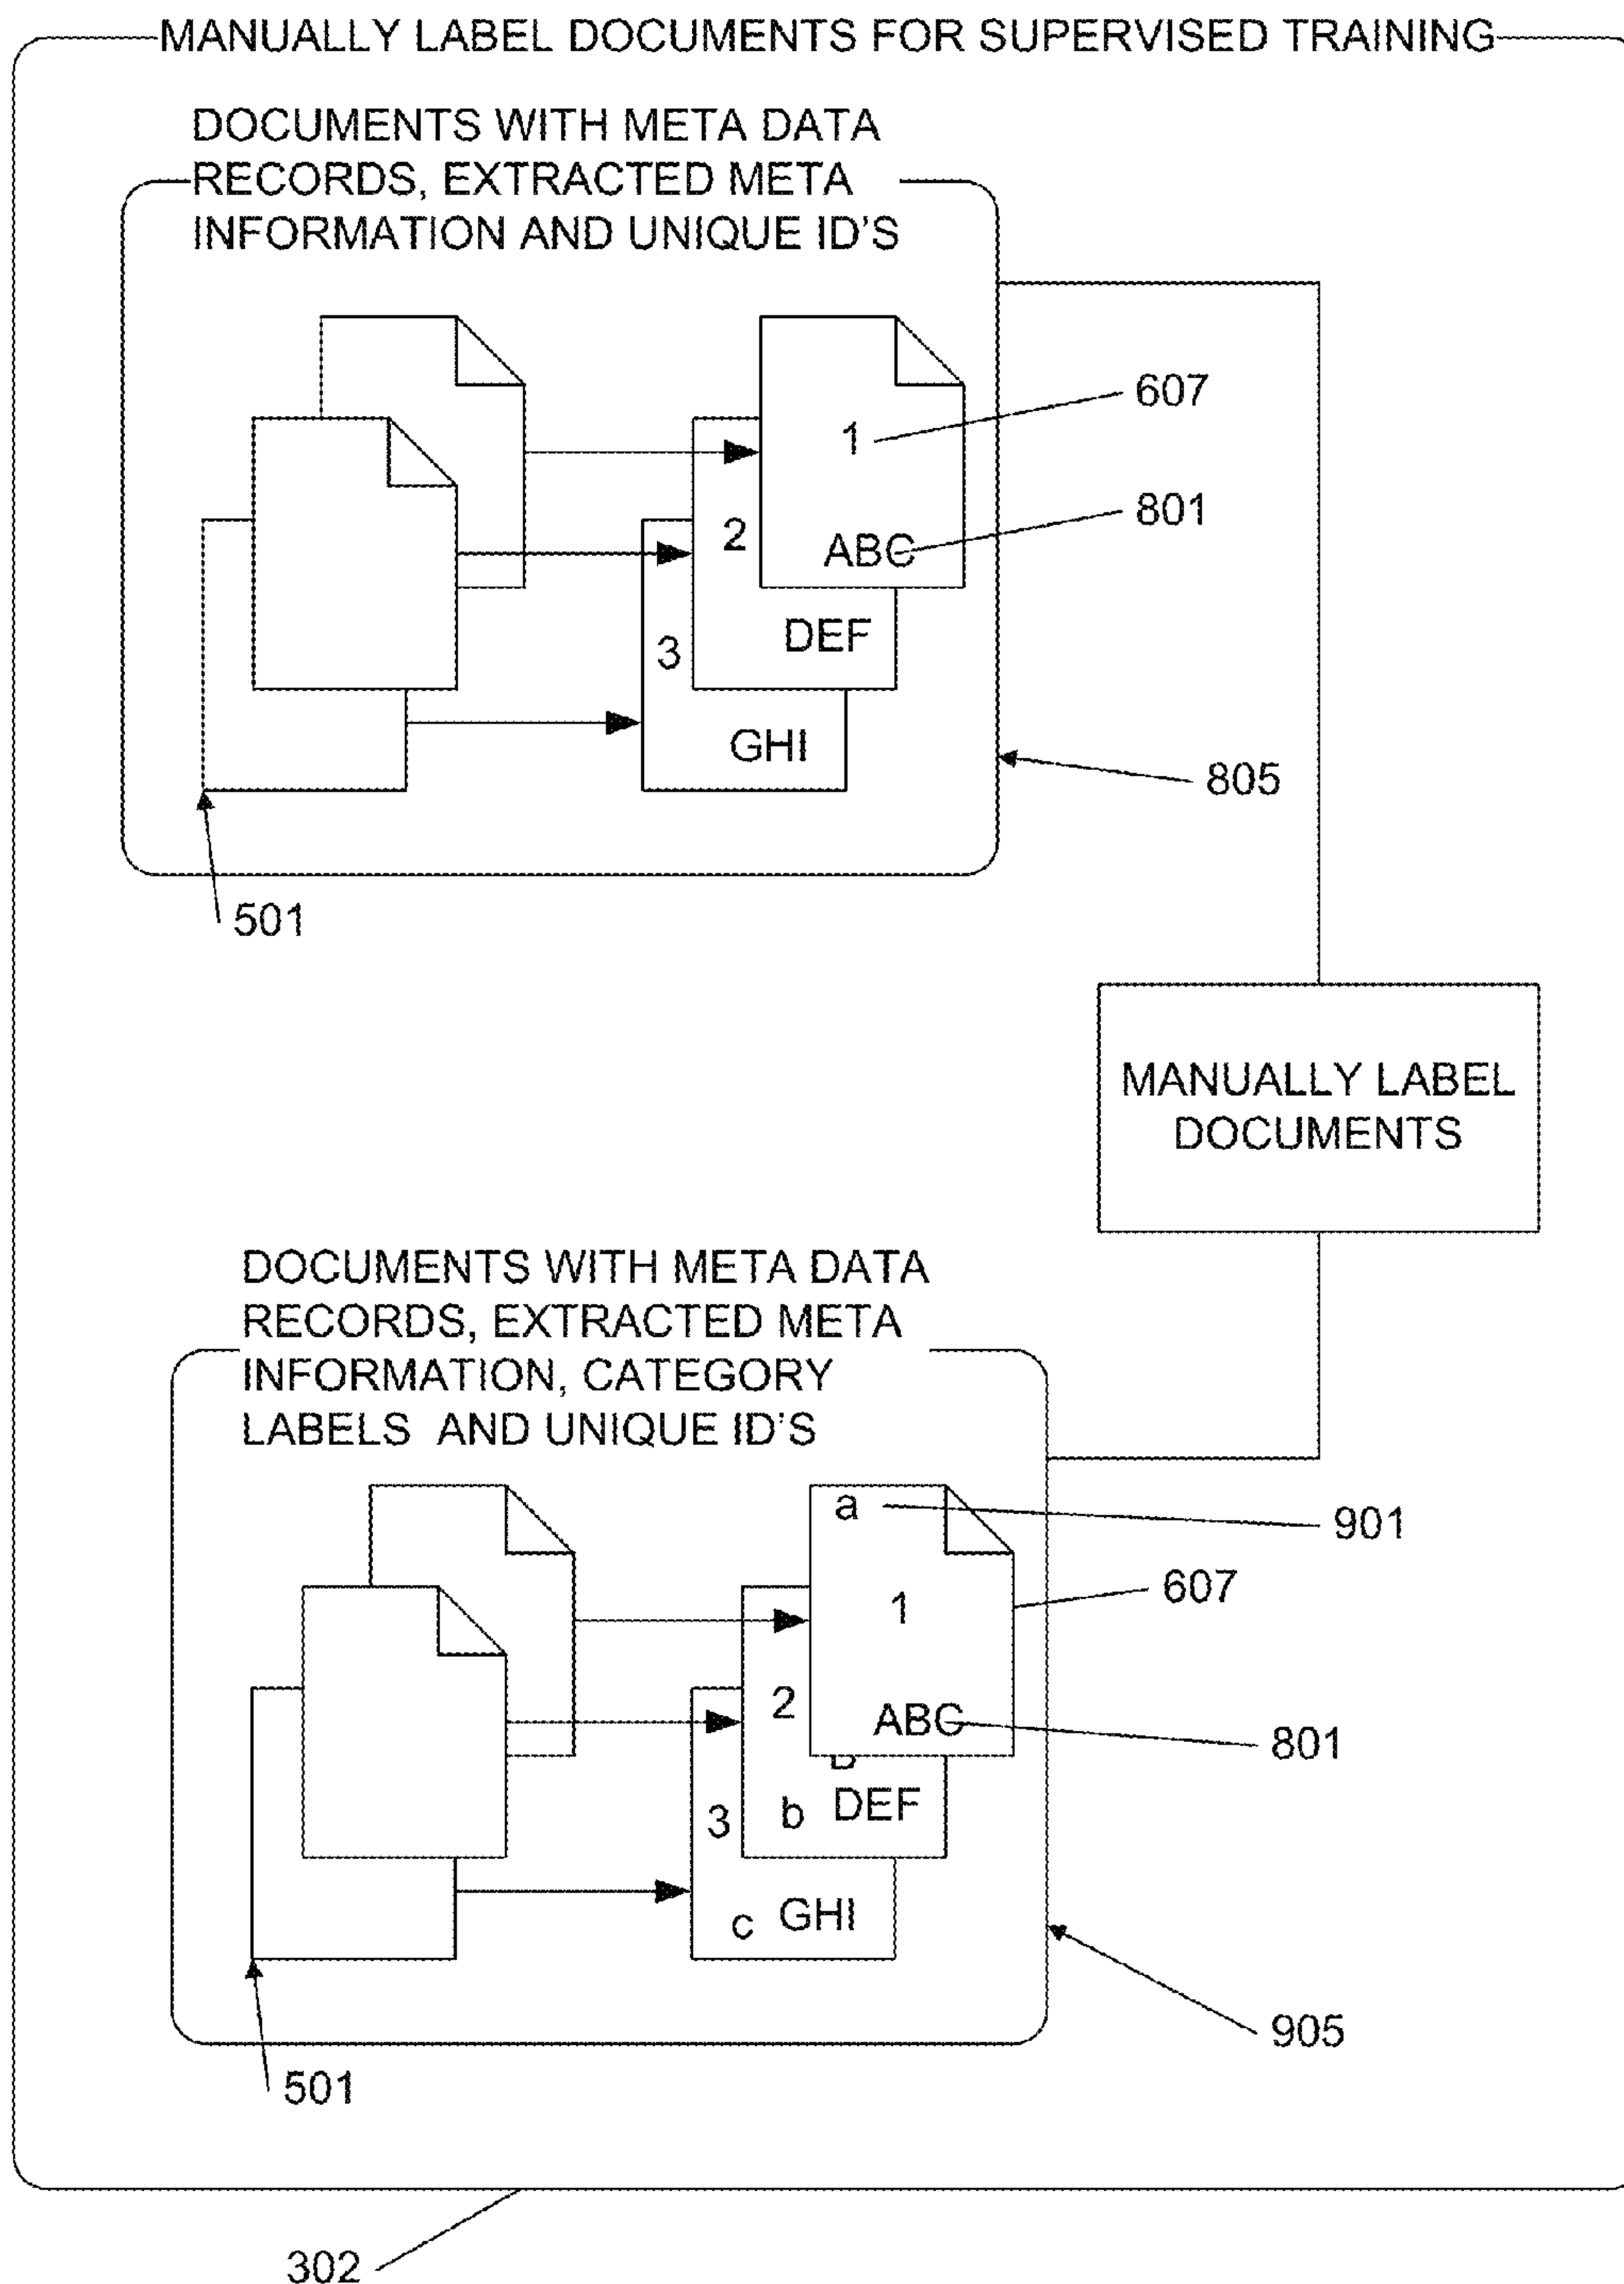 MANUALLY LABEL DOCUMENTS FOR SUPERVISED TRAINING
DOCUMENTS WITH META DATA
RECORDS, EXTRACTED META
INFORMATION AND UNIQUE ID'S
607
1
801
2
ABC
DEF
3
GHI
805
501
MANUALLY LABEL
DOCUMENTS
DOCUMENTS WITH META DATA
RECORDS, EXTRACTED META
INFORMATION, CATEGORY
LABELS AND UNIQUE ID'S
a
901
607
1
2
ABC
801
3
b DEF
c GHI
905
501
302